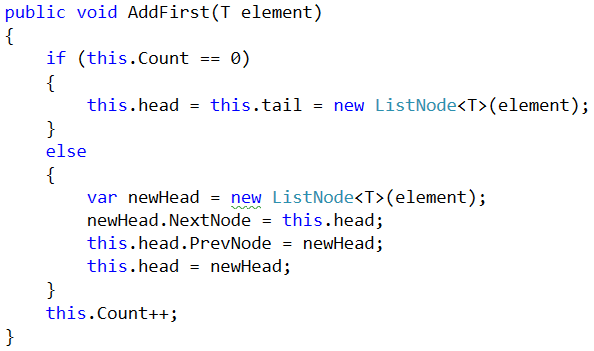 public void AddFirst(T element)
{
    if (this.Count == 0)
    {
        this.head = this.tail = new ListNode<T>(element);
    }
    else
    {
        var newHead = new ListNode<T>(element);
        newHead.NextNode = this.head;
        this.head.PrevNode = newHead;
        this.head = newHead;
    }
    this.Count++;
}